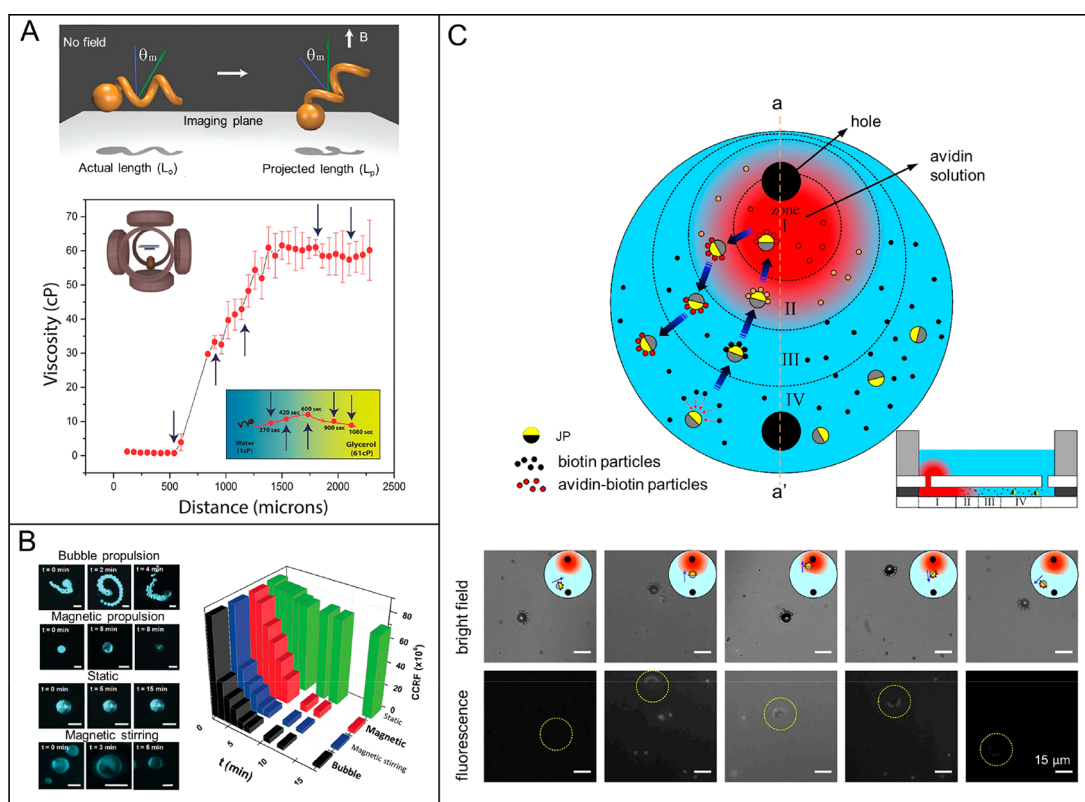 A
No field
θm
θm
B
Imaging plane
Actual length (Lo)
Projected length (Lp)
70
60
50
40
30
20
10
0
Viscosity (cP)
0
500
1000
1500
2000
2500
Distance (microns)
270 sec
420 sec
600 sec
900 sec
1080 sec
Water
(1cP)
Glycerol
(61cP)
B
Bubble propulsion
t=0 min
t = 2 min
t = 4 min
Magnetic propulsion
t=0 min
t=5 min
t = 8 min
Static
t=0 min
t=5 min
t=15 min
Magnetic stirring
t=0 min
t=3 min
t=5 min
80
60
40
20
0
CCRF (x10⁴)
0
5
10
15
t (min)
Static
Magnetic
Magnetic stirring
Bubble
C
a
hole
avidin
solution
zone
I
II
III
IV
a'
JP
biotin particles
avidin-biotin particles
I
II
III
IV
bright field
fluorescence
15 μm